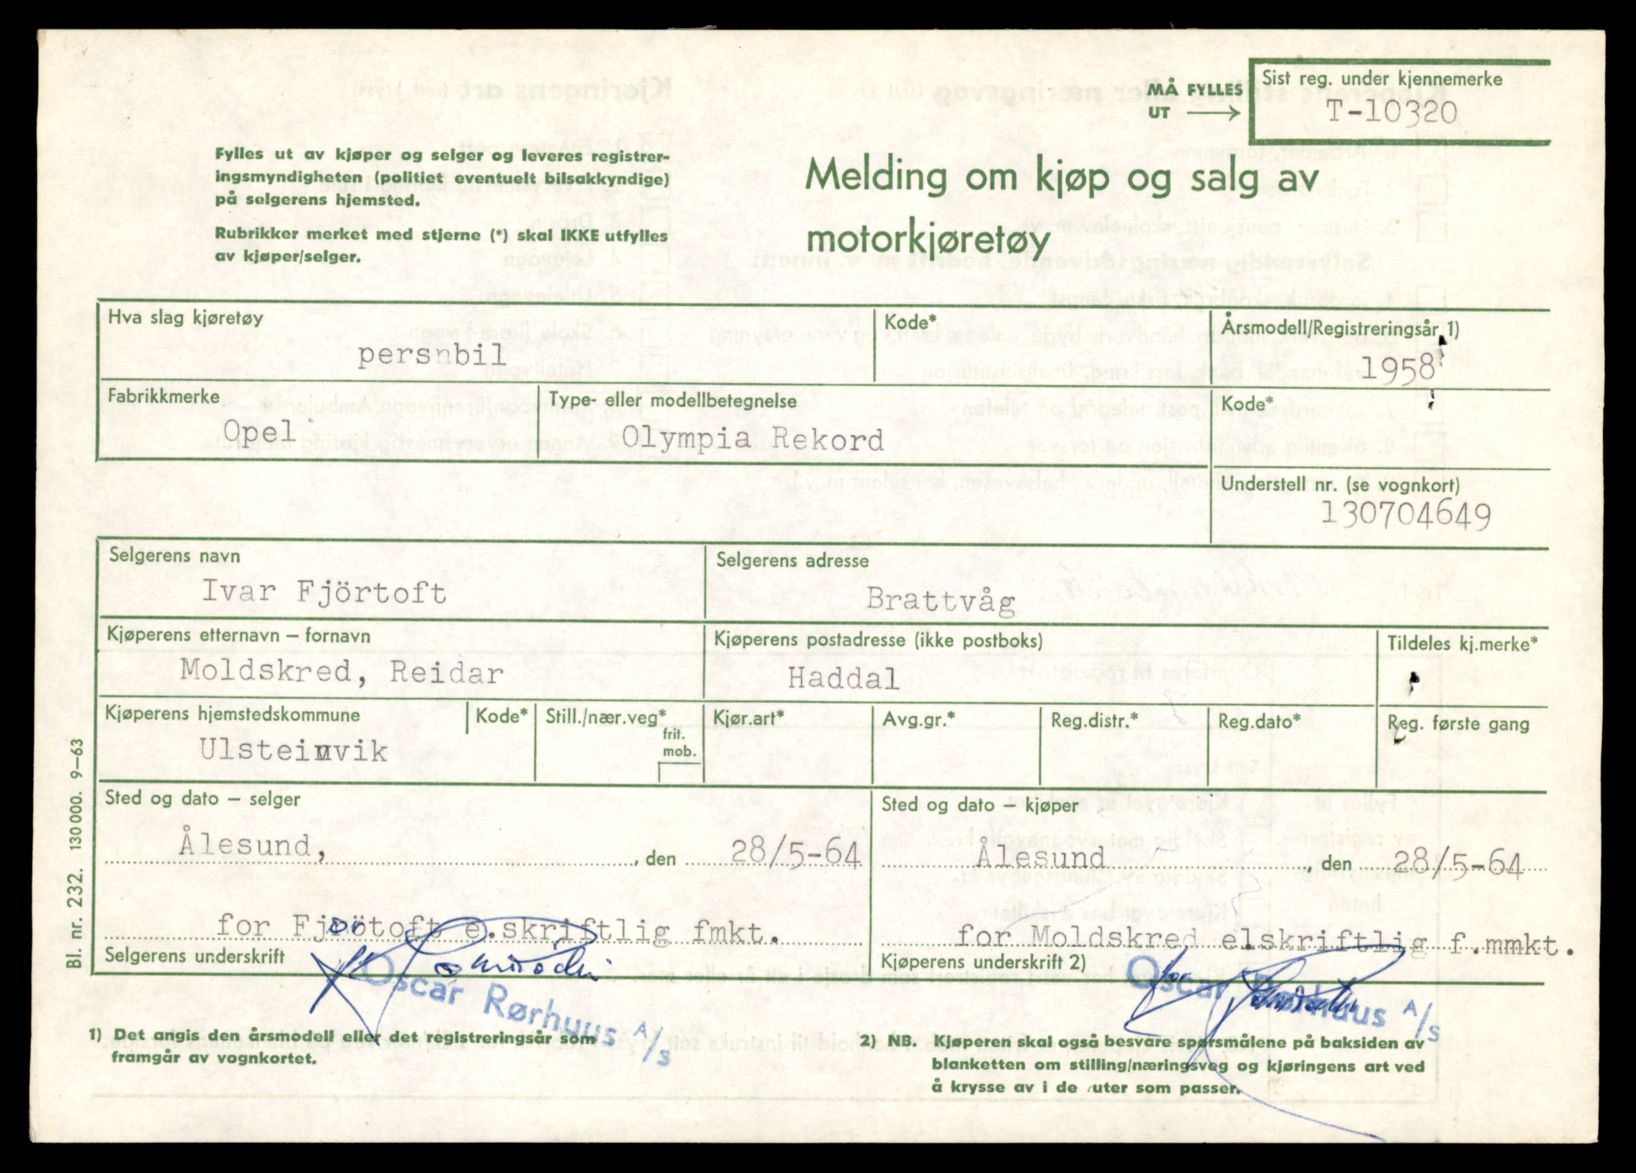 MÅ FYLLES
UT
Sist reg. under kjennemerke
T-10320
Fylles ut av kjøper og selger og leveres registrer-
ingsmyndigheten (politiet eventuelt bilsakkyndige)
på selgerens hjemsted.
Rubrikker merket med stjerne (*) skal IKKE utfylles
av kjøper/selger.
Melding om kjøp og salg av
motorkjøretøy
Hva slag kjøretøy
persnbil
Kode*
Årsmodell/Registreringsår 1)
1958
Fabrikkmerke
Opel
Type- eller modellbetegnelse
Olympia Rekord
Kode*
Understell nr. (se vognkort)
130704649
Selgerens navn
Ivar Fjörtoft
Selgerens adresse
Brattvåg
Kjøperens etternavn – fornavn
Moldskred, Reidar
Kjøperens postadresse (ikke postboks)
Haddal
Tildeles kj.merke*
Kjøperens hjemstedskommune
Ulsteinvik
Kode*
Still./nær.veg*
frit.
mob.
Kjør.art*
Avg.gr.*
Reg.distr.*
Reg.dato*
Reg. første gang
Sted og dato – selger
Ålesund, , den 28/5-64
Sted og dato – kjøper
Ålesund , den 28/5-64
for Fjöötoft e.skriftlig fmkt.
Selgerens underskrift
Oscar Rørhuus A/S
for Moldskred elskriftlig f.mmkt.
Kjøperens underskrift 2)
Oscar Rørhuus A/S
1) Det angis den årsmodell eller det registreringsår som
framgår av vognkortet.
2) NB. Kjøperen skal også besvare spørsmålene på baksiden av
blanketten om stilling/næringsveg og kjøringens art ved
å krysse av i de ruter som passer.
Bl. nr. 232. 130 000. 9–63